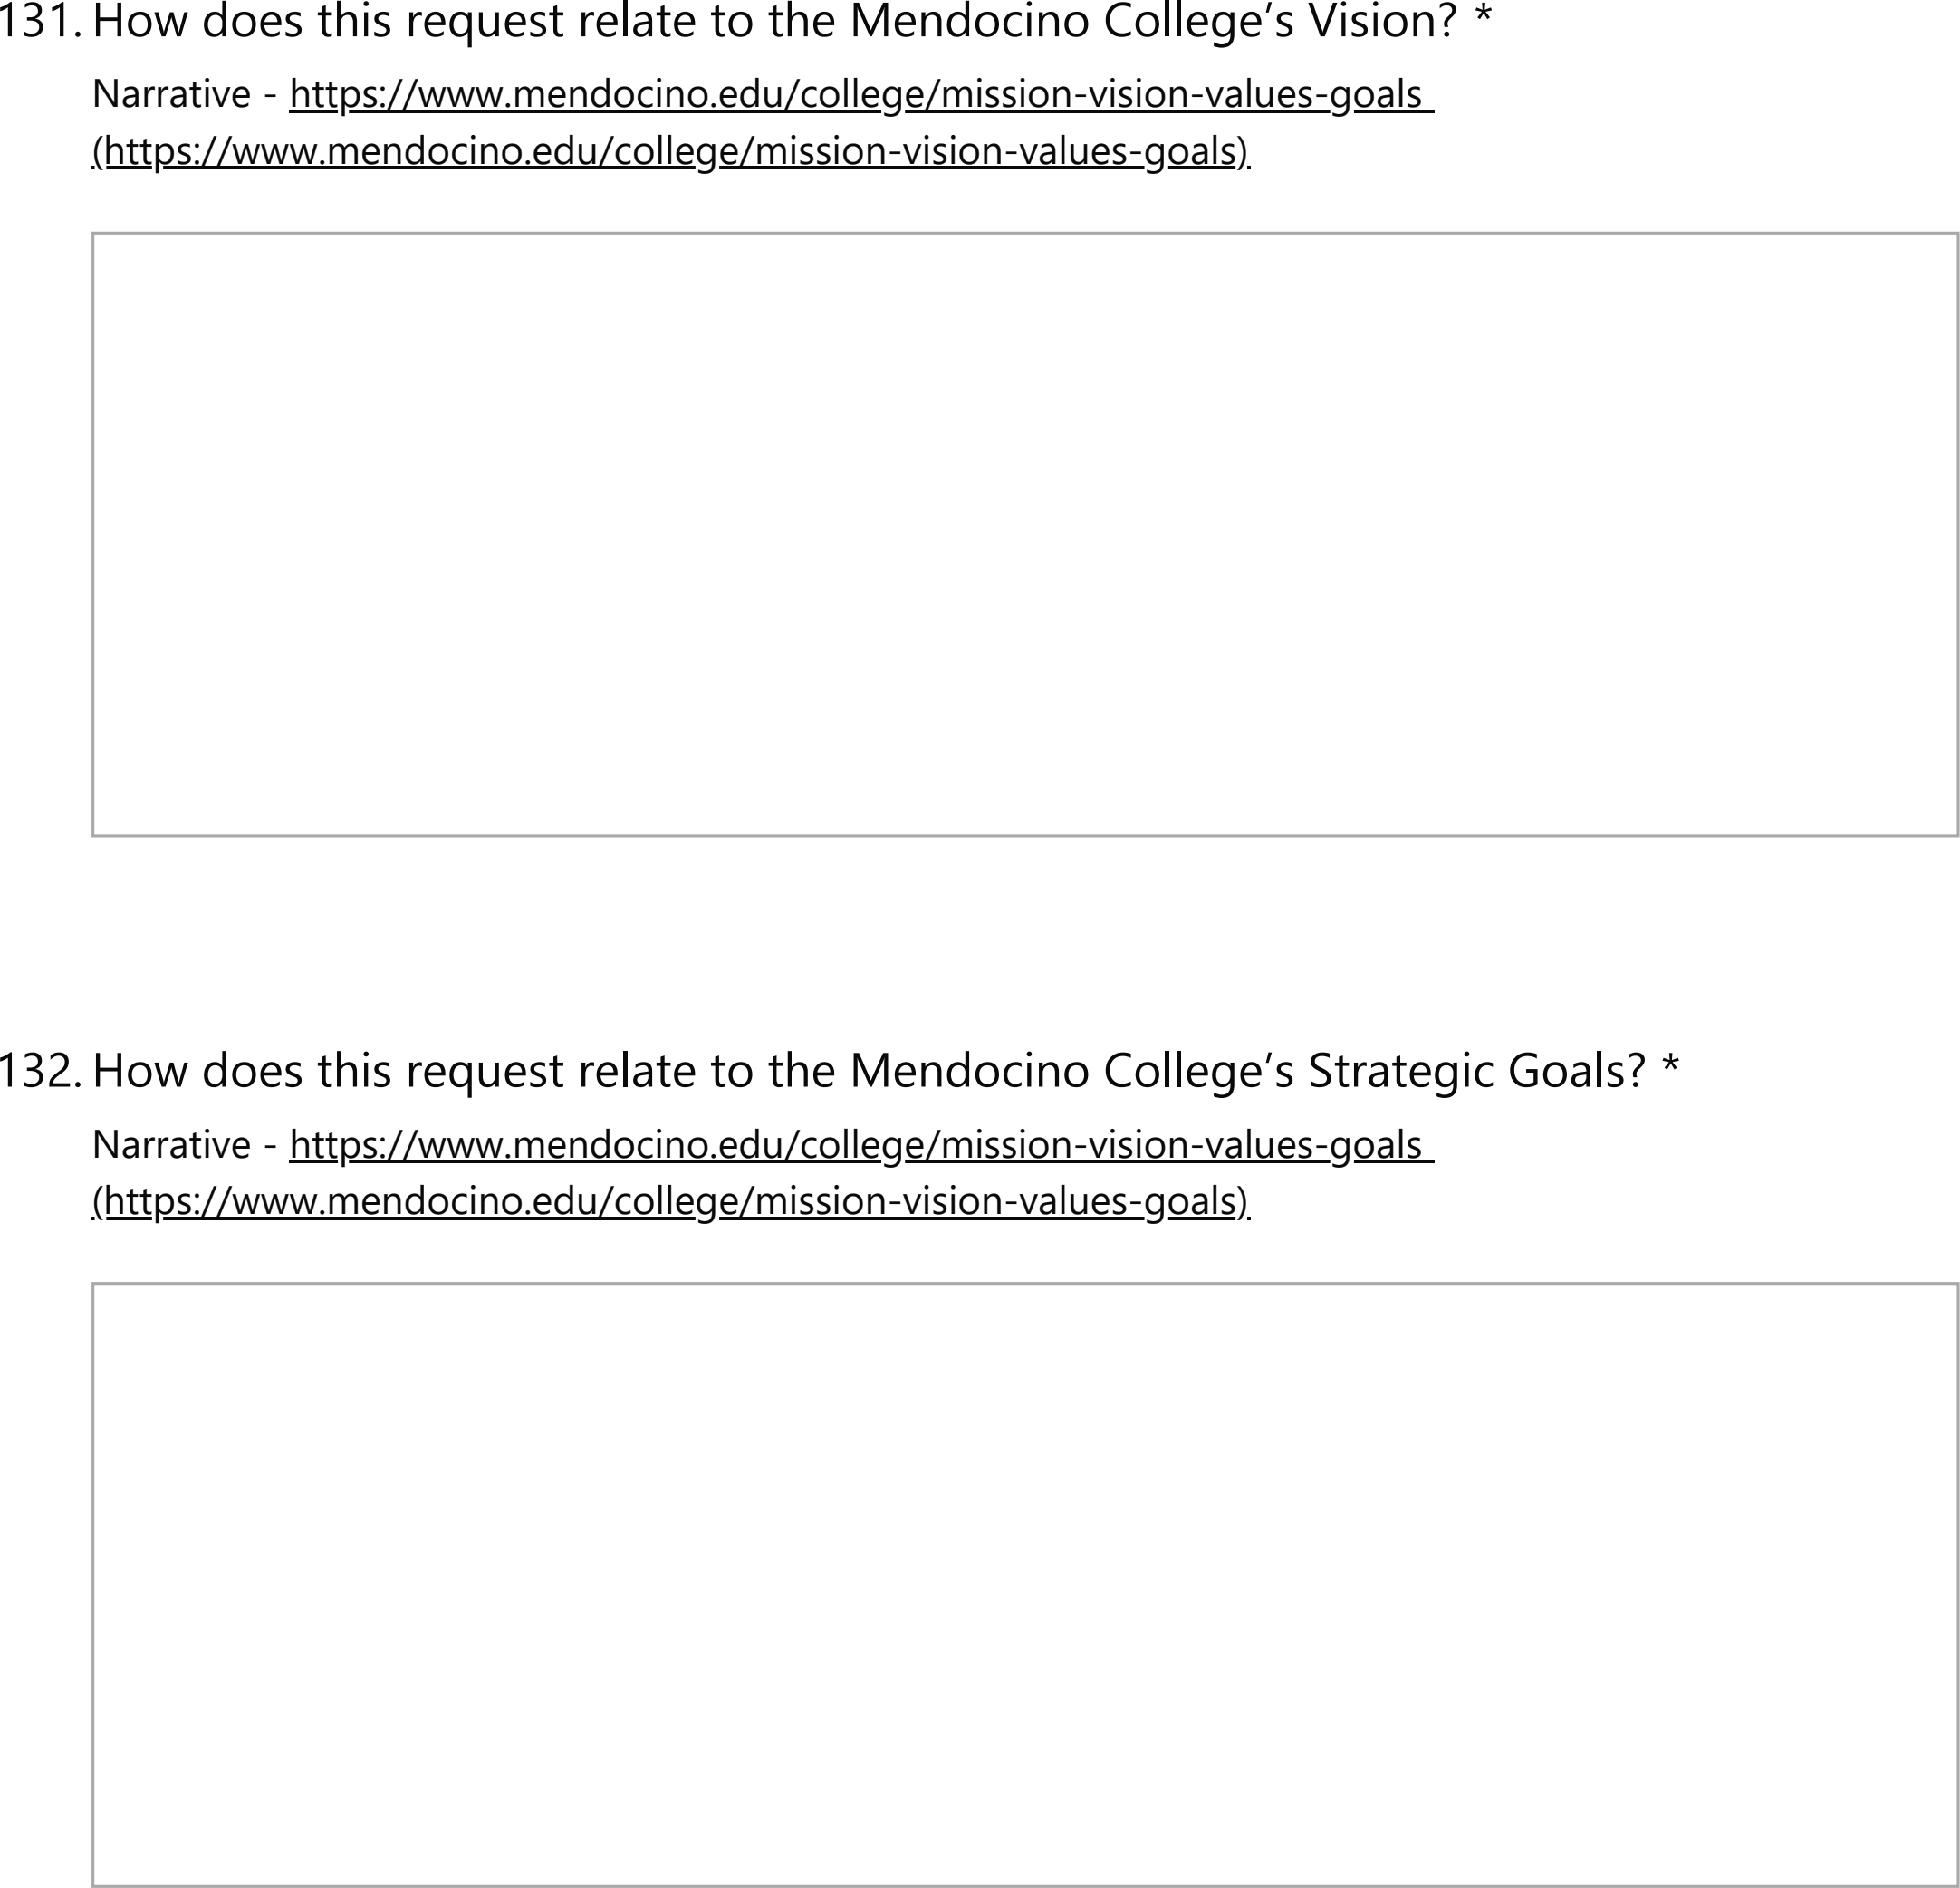 131. How does this request relate to the Mendocino College’s Vision? *
Narrative - https://www.mendocino.edu/college/mission-vision-values-goals
(https://www.mendocino.edu/college/mission-vision-values-goals)
132. How does this request relate to the Mendocino College’s Strategic Goals? *
Narrative - https://www.mendocino.edu/college/mission-vision-values-goals
(https://www.mendocino.edu/college/mission-vision-values-goals)